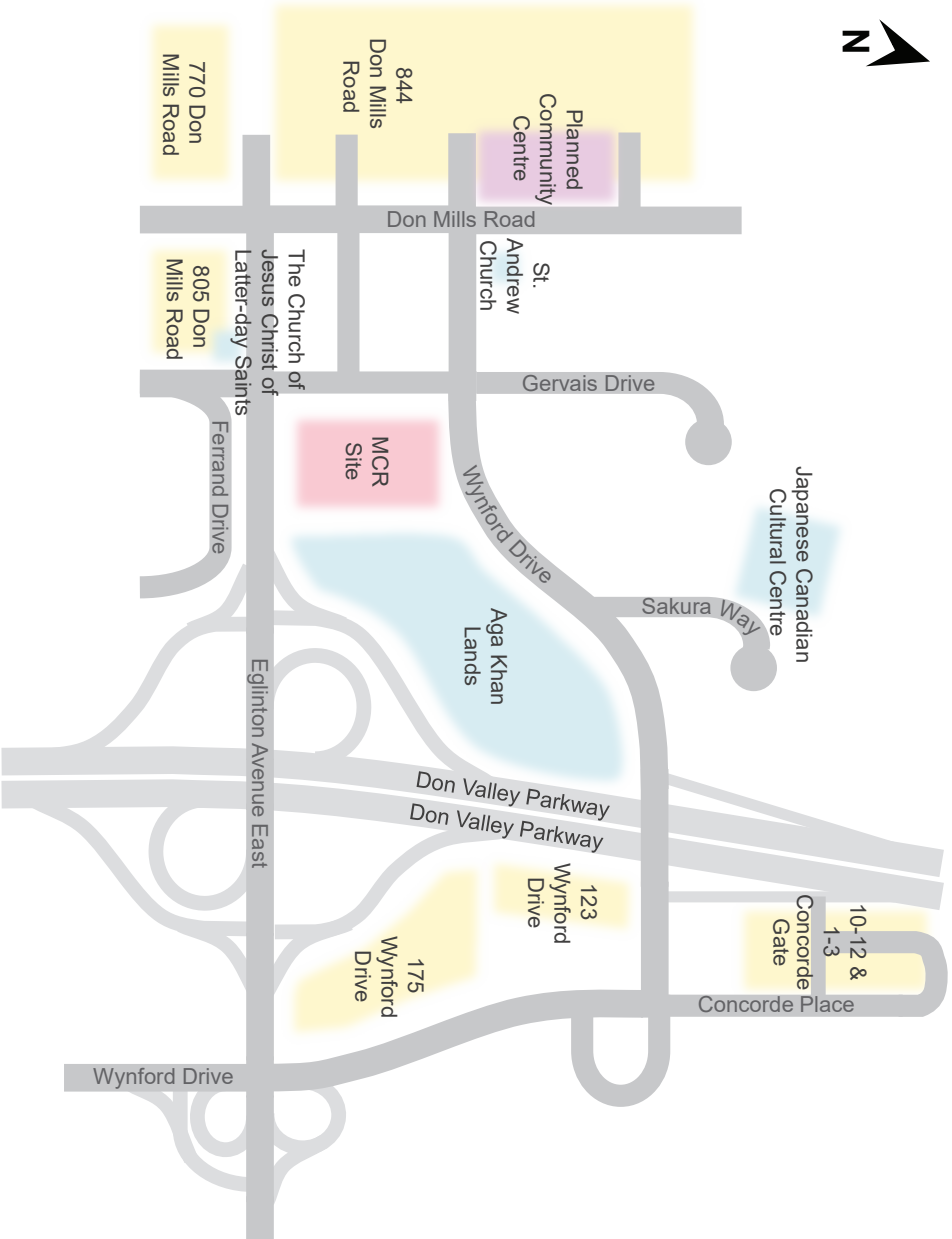 N
844
Don Mills
Road
770 Don
Mills Road
Planned
Community
Centre
Don Mills Road
St.
Andrew
Church
The Church of
Jesus Christ of
Latter-day Saints
805 Don
Mills Road
Gervais Drive
Ferrand Drive
MCR
Site
Wynford Drive
Japanese Canadian
Cultural Centre
Sakura Way
Aga Khan
Lands
Eglinton Avenue East
Don Valley Parkway
Don Valley Parkway
123
Wynford
Drive
10-12 &
1-3
Concorde
Gate
175
Wynford
Drive
Concorde Place
Wynford Drive